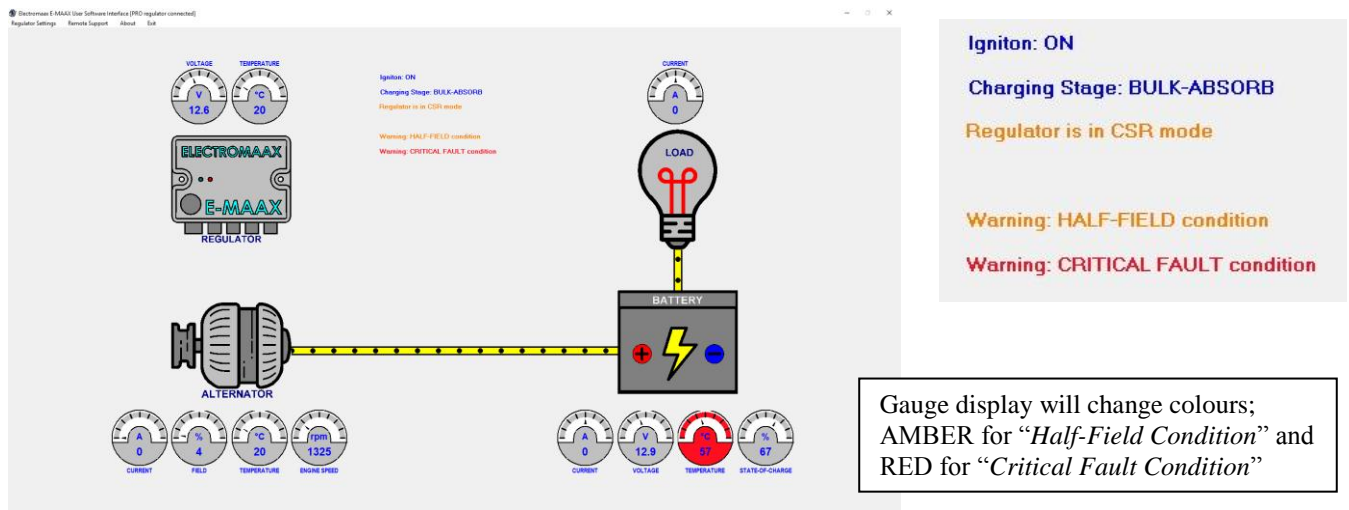 Electromaax E-MAAX User Software Interface [PRO regulator connected]
Regulator Settings Remote Support About Exit
VOLTAGE TEMPERATURE
V °C
12.6 20
Igniton: ON
Charging Stage: BULK-ABSORB
Regulator is in CSR mode
Warning: HALF-FIELD condition
Warning: CRITICAL FAULT condition
CURRENT
A
0
ELECTROMAAX
E-MAAX
REGULATOR
LOAD
BATTERY
ALTERNATOR
A % °C rpm
0 4 20 1325
CURRENT FIELD TEMPERATURE ENGINE SPEED
A V °C %
0 12.9 57 67
CURRENT VOLTAGE TEMPERATURE STATE-OF-CHARGE
Igniton: ON
Charging Stage: BULK-ABSORB
Regulator is in CSR mode
Warning: HALF-FIELD condition
Warning: CRITICAL FAULT condition
Gauge display will change colours;
AMBER for “Half-Field Condition” and
RED for “Critical Fault Condition”